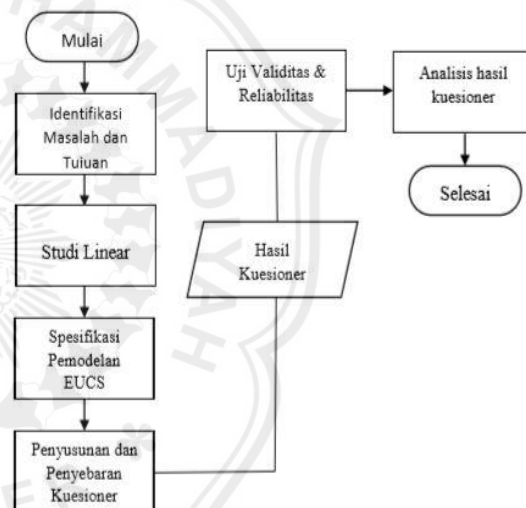 Mulai
Identifikasi
Masalah dan
Tujuan
Studi Linear
Spesifikasi
Pemodelan
EUCS
Penyusunan dan
Penyebaran
Kuesioner
Hasil
Kuesioner
Uji Validitas &
Reliabilitas
Analisis hasil
kuesioner
Selesai
HAMMADIYAH